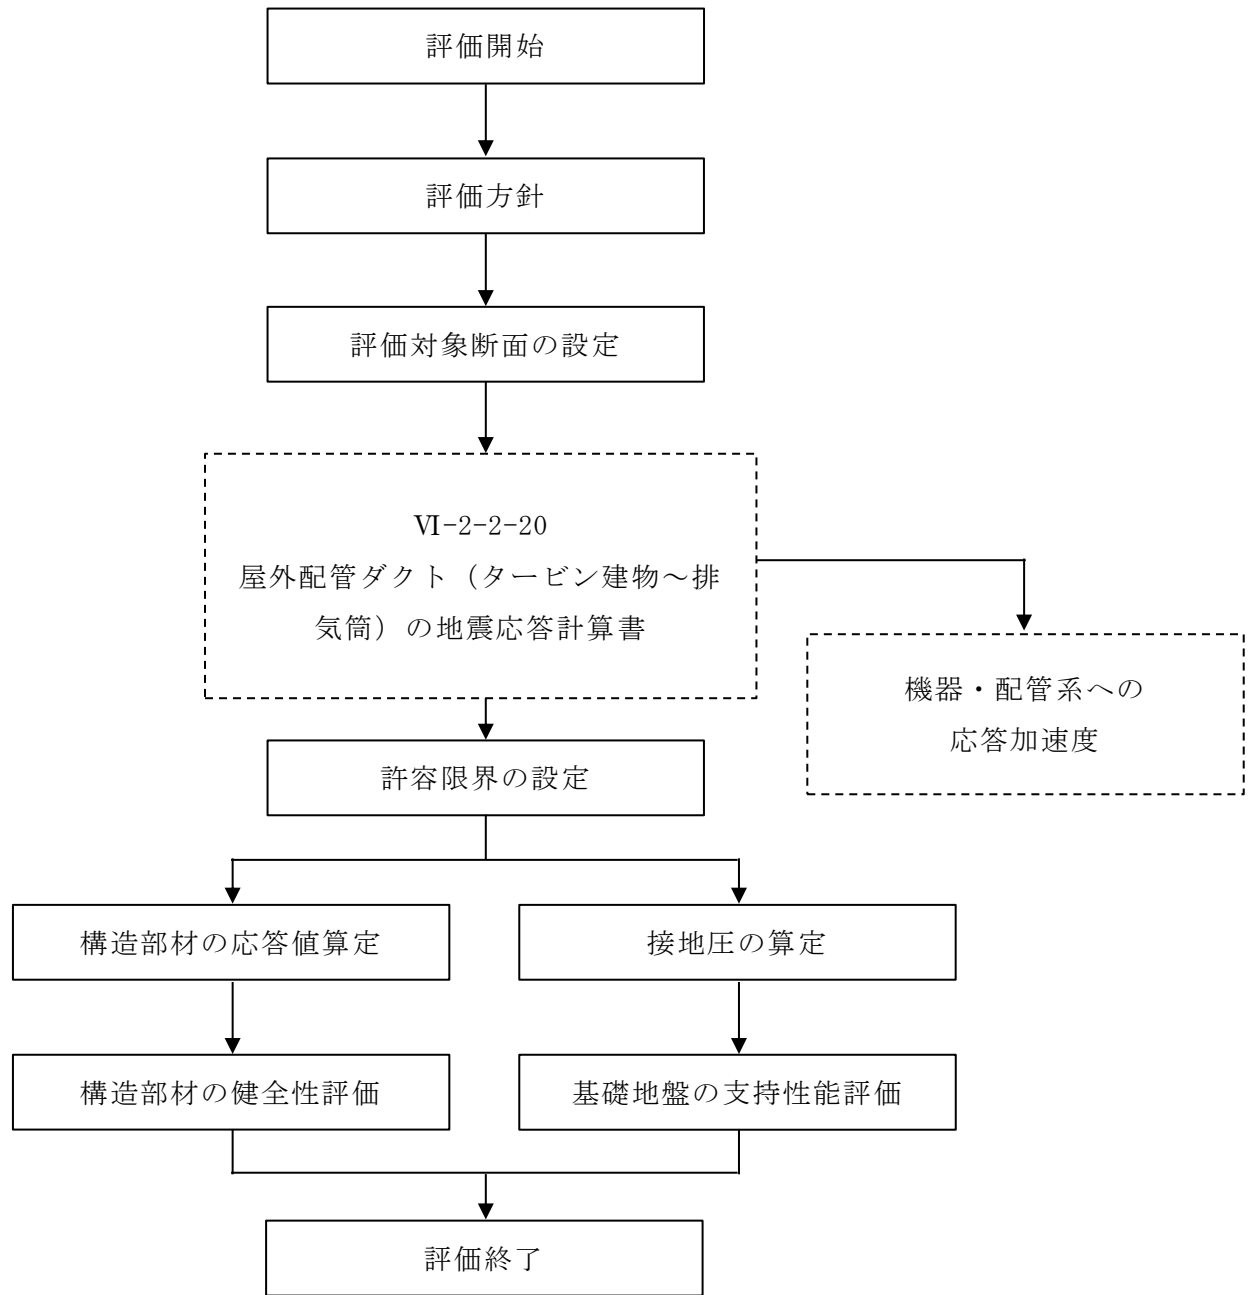 評価開始
評価方針
評価対象断面の設定
Ⅵ-2-2-20
屋外配管ダクト（タービン建物～排
気筒）の地震応答計算書
機器・配管系への
応答加速度
許容限界の設定
構造部材の応答値算定
接地圧の算定
構造部材の健全性評価
基礎地盤の支持性能評価
評価終了